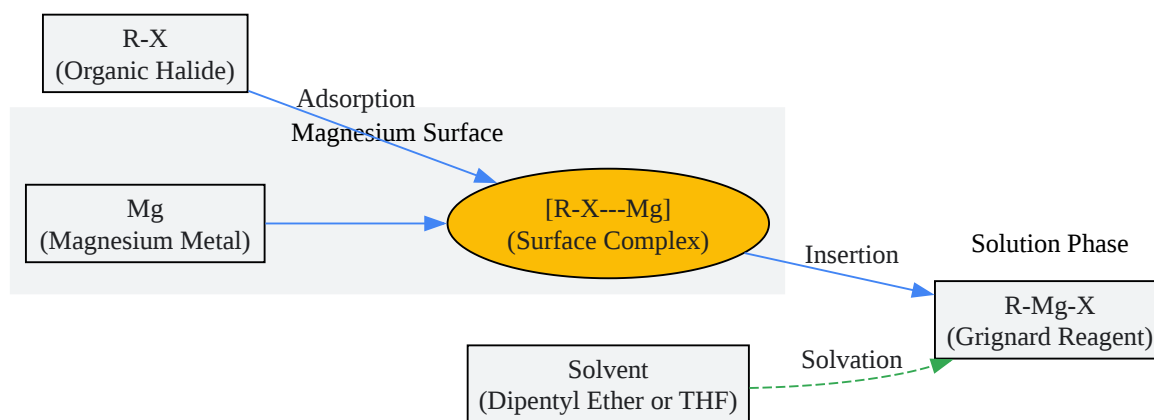 R-X
(Organic Halide)
Adsorption
Magnesium Surface
Mg
(Magnesium Metal)
[R-X---Mg]
(Surface Complex)
Insertion
Solution Phase
R-Mg-X
(Grignard Reagent)
Solvation
Solvent
(Dipentyl Ether or THF)